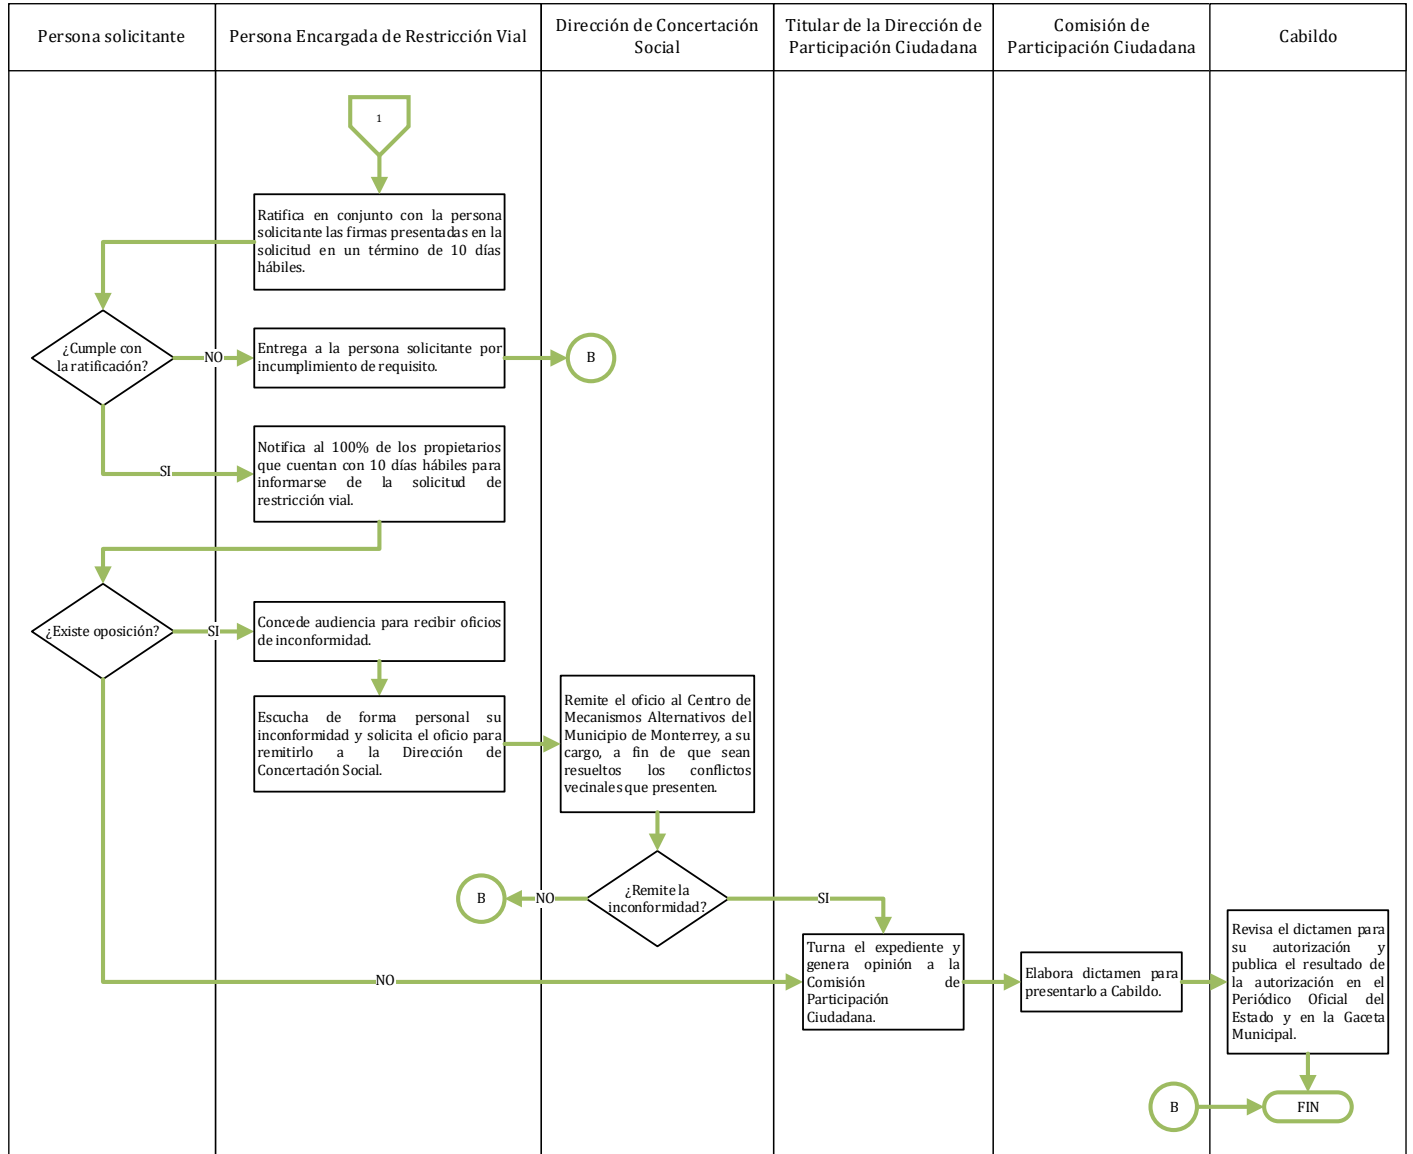 Persona solicitante
Persona Encargada de Restricción Vial
Dirección de Concertación
Social
Titular de la Dirección de
Participación Ciudadana
Comisión de
Participación Ciudadana
Cabildo
1
Ratifica en conjunto con la persona
solicitante las firmas presentadas en la
solicitud en un término de 10 días
hábiles.
¿Cumple con
la ratificación?
NO
Entrega a la persona solicitante por
incumplimiento de requisito.
B
SI
Notifica al 100% de los propietarios
que cuentan con 10 días hábiles para
informarse de la solicitud de
restricción vial.
¿Existe oposición?
SI
Concede audiencia para recibir oficios
de inconformidad.
Escucha de forma personal su
inconformidad y solicita el oficio para
remitirlo a la Dirección de
Concertación Social.
Remite el oficio al Centro de
Mecanismos Alternativos del
Municipio de Monterrey, a su
cargo, a fin de que sean
resueltos los conflictos
vecinales que presenten.
B
NO
¿Remite la
inconformidad?
SI
NO
Turna el expediente y
genera opinión a la
Comisión de
Participación
Ciudadana.
Elabora dictamen para
presentarlo a Cabildo.
Revisa el dictamen para
su autorización y
publica el resultado de
la autorización en el
Periódico Oficial del
Estado y en la Gaceta
Municipal.
B
FIN